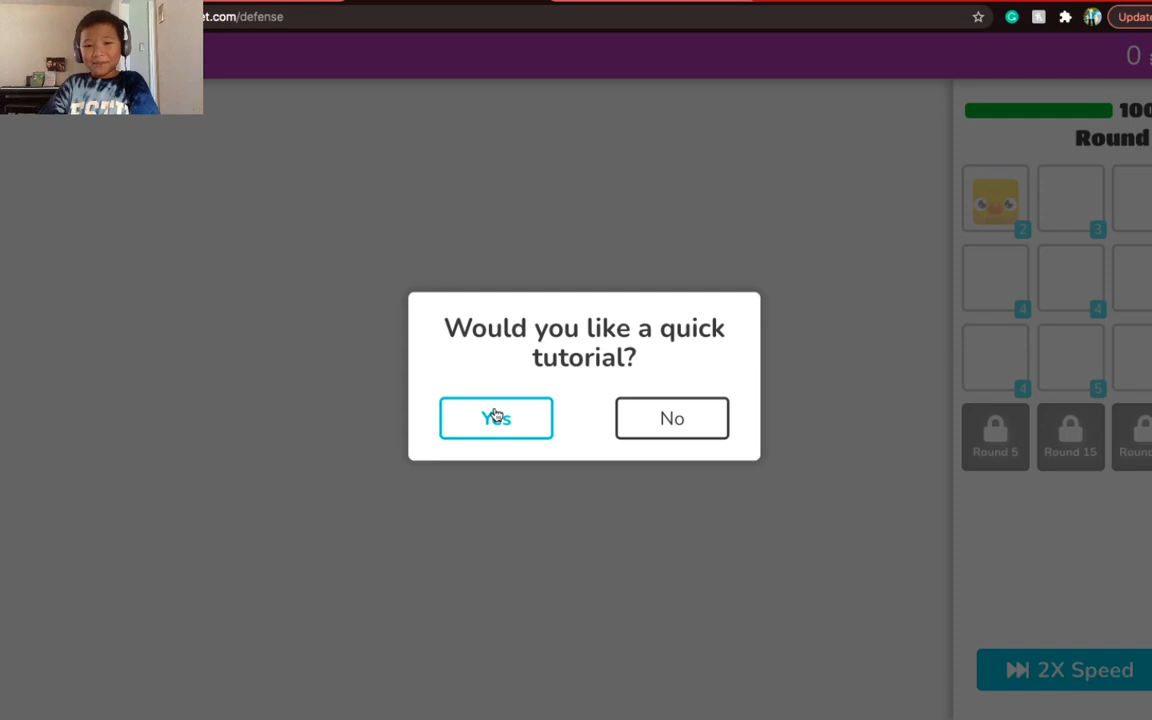 et.com/defense
Update
0
100
Round
2
3
4
4
4
5
Round 5
Round 15
Round
Would you like a quick
tutorial?
Yes
No
2X Speed